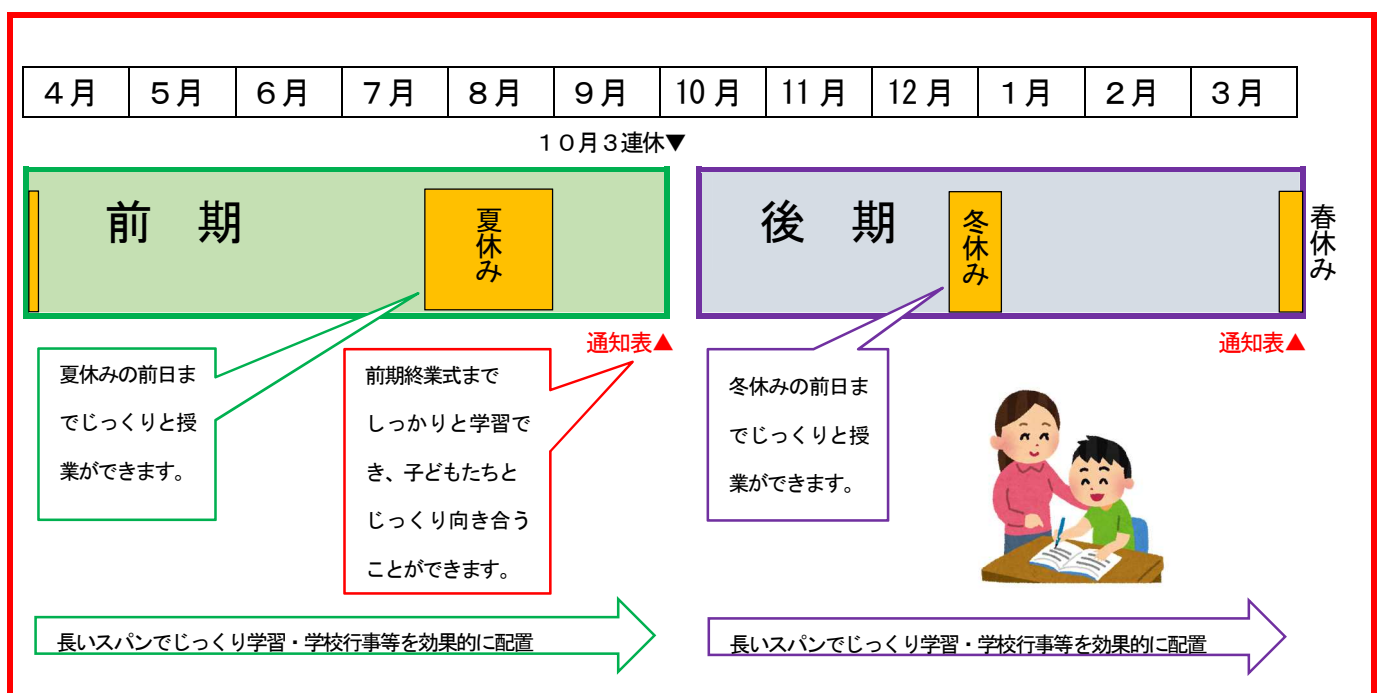 ４月 ５月 ６月 ７月 ８月 ９月 10 月 11 月 12 月 １月 ２月 ３月
１０月３連休▼
前　期
夏休み
後　期
冬休み
春休み
通知表▲
通知表▲
夏休みの前日ま
でじっくりと授
業ができます。
前期終業式まで
しっかりと学習で
き、子どもたちと
じっくり向き合う
ことができます。
冬休みの前日ま
でじっくりと授
業ができます。
長いスパンでじっくり学習・学校行事等を効果的に配置
長いスパンでじっくり学習・学校行事等を効果的に配置